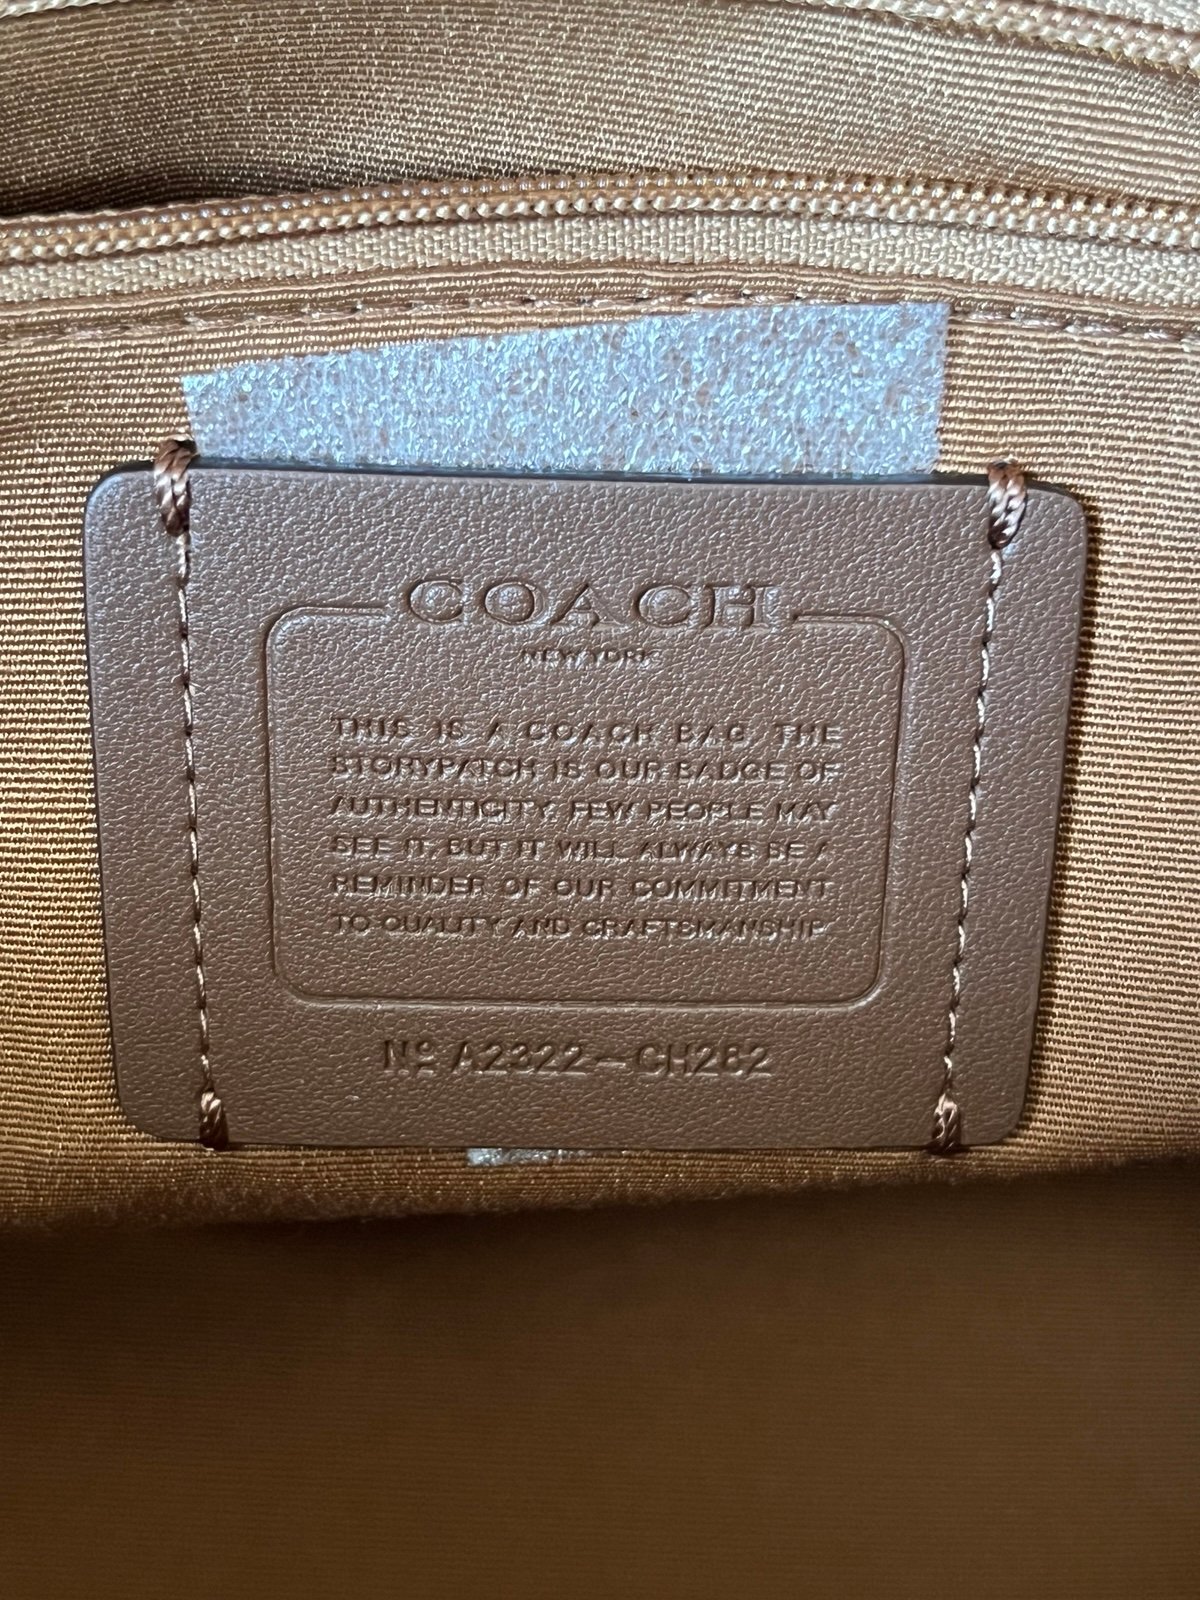 COACH
NEW YORK
THIS IS A COACH BAG. THE
STORYPATCH IS OUR BADGE OF
AUTHENTICITY. FEW PEOPLE MAY
SEE IT, BUT IT WILL ALWAYS BE A
REMINDER OF OUR COMMITMENT
TO QUALITY AND CRAFTSMANSHIP.
Nº A2322-CH282